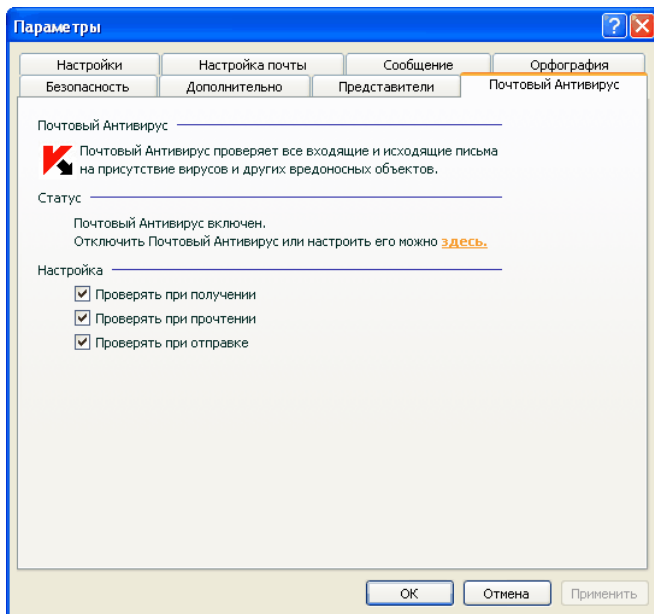 Параметры
Настройки Настройка почты Сообщение Орфография
Безопасность Дополнительно Представители Почтовый Антивирус
Почтовый Антивирус
Почтовый Антивирус проверяет все входящие и исходящие письма
на присутствие вирусов и других вредоносных объектов.
Статус
Почтовый Антивирус включен.
Отключить Почтовый Антивирус или настроить его можно здесь.
Настройка
Проверять при получении
Проверять при прочтении
Проверять при отправке
ОК Отмена Применить